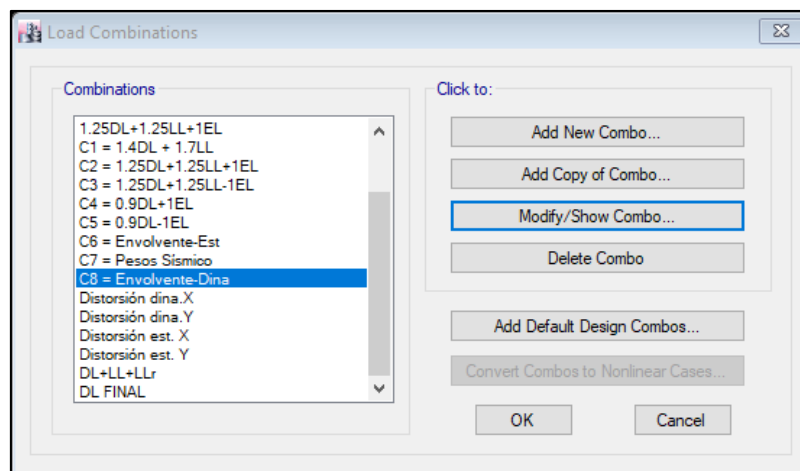 Load Combinations
Combinations
1.25DL+1.25LL+1EL
C1 = 1.4DL + 1.7LL
C2 = 1.25DL+1.25LL+1EL
C3 = 1.25DL+1.25LL-1EL
C4 = 0.9DL+1EL
C5 = 0.9DL-1EL
C6 = Envolvente-Est
C7 = Pesos Sísmico
C8 = Envolvente-Dina
Distorsión dina.X
Distorsión dina.Y
Distorsión est. X
Distorsión est. Y
DL+LL+LLr
DL FINAL
Click to:
Add New Combo...
Add Copy of Combo...
Modify/Show Combo...
Delete Combo
Add Default Design Combos...
Convert Combos to Nonlinear Cases...
OK
Cancel